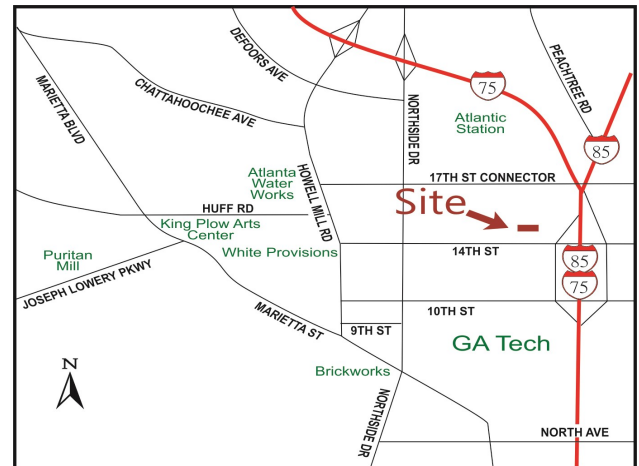 DEFOORS AVE
PEACHTREE RD
MARIETTA BLVD
CHATTAHOOCHEE AVE
75
NORTHSIDE DR
Atlantic
Station
85
Atlanta
Water
Works
HOWELL MILL RD
17TH ST CONNECTOR
Site
HUFF RD
King Plow Arts
Center
White Provisions
14TH ST
Puritan
Mill
85
75
JOSEPH LOWERY PKWY
MARIETTA ST
10TH ST
9TH ST
GA Tech
N
Brickworks
NORTHSIDE DR
NORTH AVE